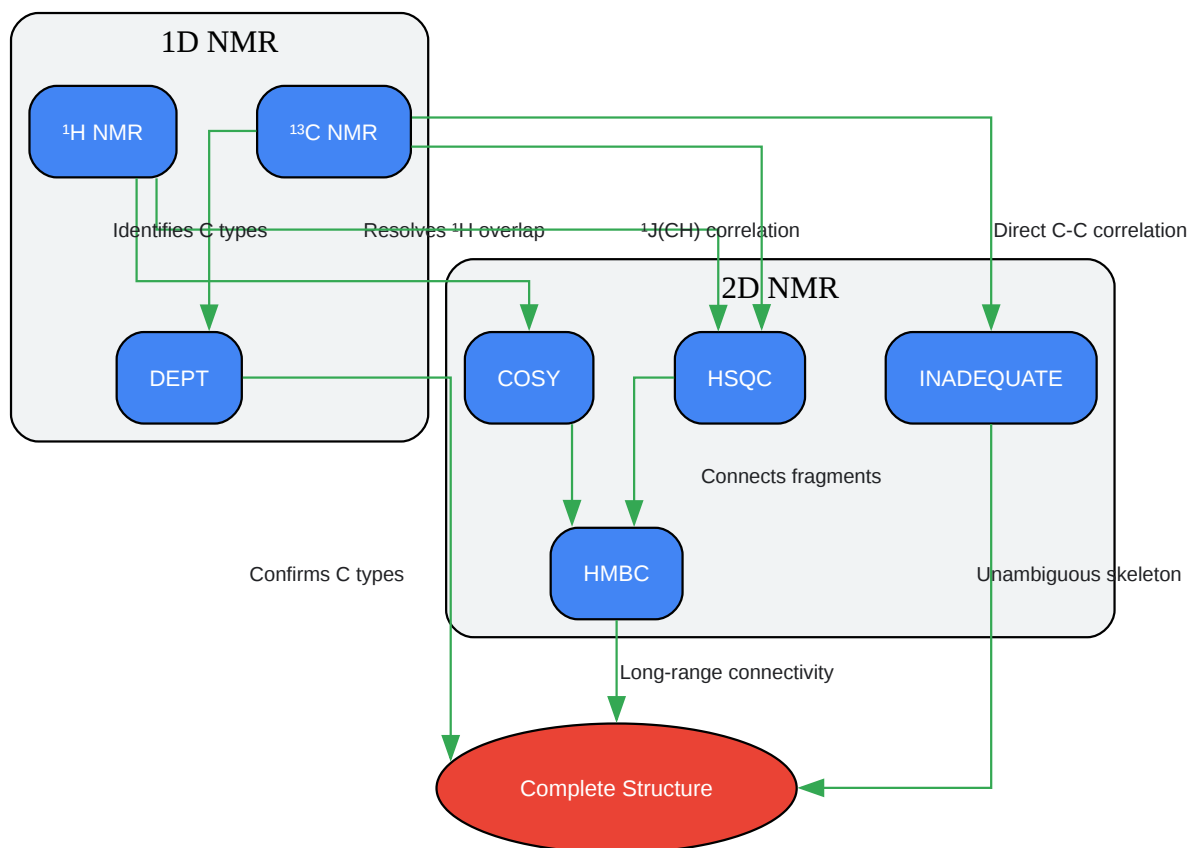 1D NMR
¹H NMR
¹³C NMR
Identifies C types
Resolves ¹H overlap
¹J(CH) correlation
Direct C-C correlation
2D NMR
DEPT
COSY
HSQC
INADEQUATE
Connects fragments
HMBC
Confirms C types
Unambiguous skeleton
Long-range connectivity
Complete Structure